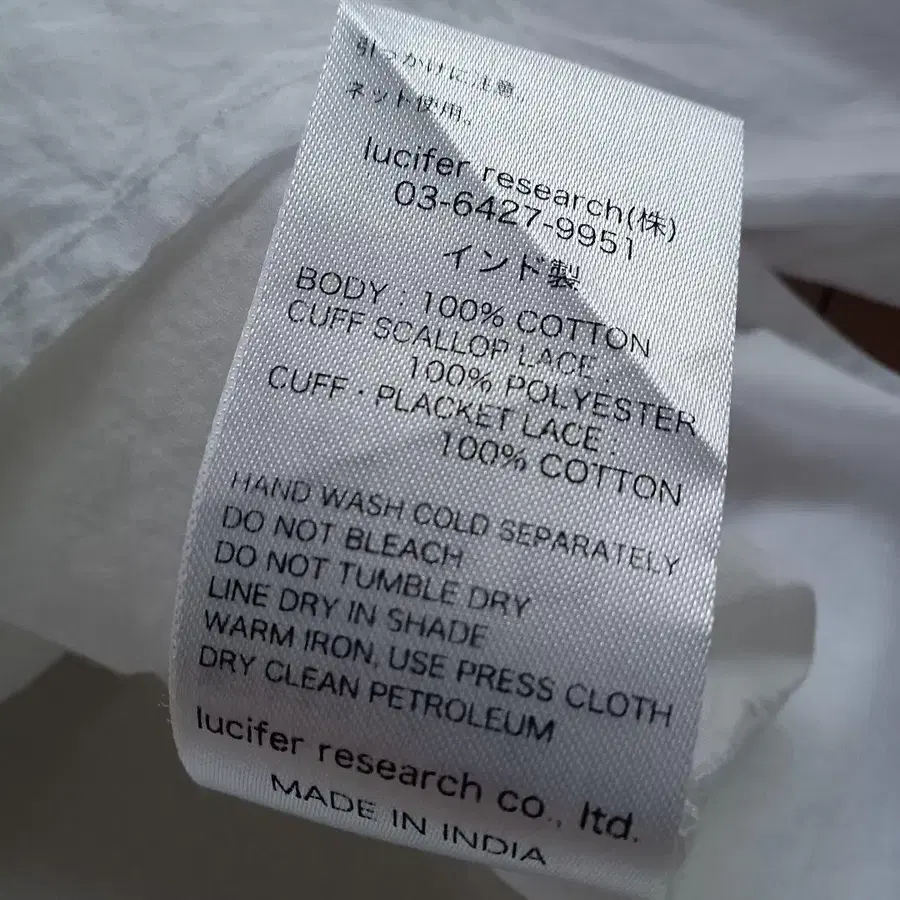 引っかけに注意。
ネット使用。
lucifer research(株)
03-6427-9951
インド製
BODY : 100% COTTON
CUFF SCALLOP LACE :
100% POLYESTER
CUFF・PLACKET LACE :
100% COTTON
HAND WASH COLD SEPARATELY
DO NOT BLEACH
DO NOT TUMBLE DRY
LINE DRY IN SHADE
WARM IRON, USE PRESS CLOTH
DRY CLEAN PETROLEUM
lucifer research co., ltd.
MADE IN INDIA